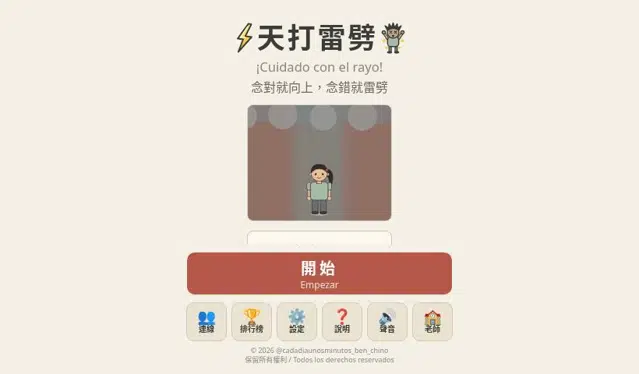 天打雷劈
¡Cuidado con el rayo!
念對就向上，念錯就雷劈
開始
Empezar
連線
排行榜
設定
說明
聲音
老師
© 2026 @cadadiaunosminutos_ben_chino
保留所有權利 / Todos los derechos reservados